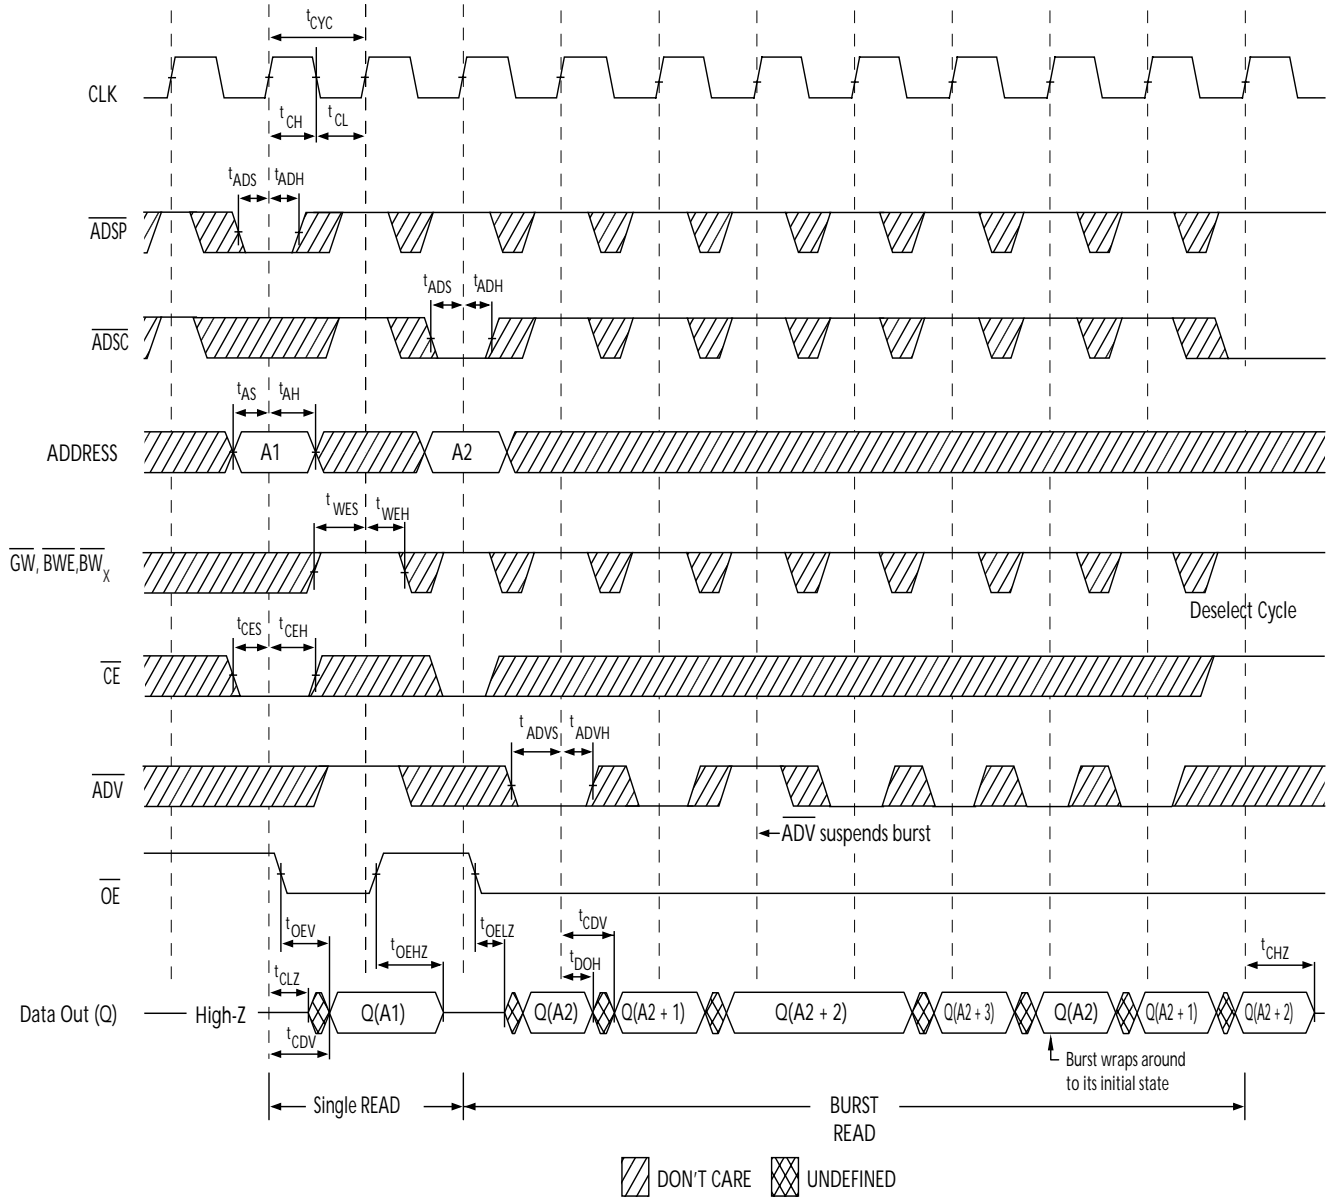 tCYC
CLK
tCH
tCL
tADS
tADH
ADSP
tADS
tADH
ADSC
tAS
tAH
ADDRESS
A1
A2
tWES
tWEH
GW, BWE,BWX
Deselect Cycle
tCES
tCEH
CE
tADVS
tADVH
ADV
ADV suspends burst
OE
tOEV
tOEHZ
tOELZ
tCDV
tCLZ
tDOH
tCHZ
Data Out (Q)
High-Z
Q(A1)
Q(A2)
Q(A2 + 1)
Q(A2 + 2)
Q(A2 + 3)
Q(A2)
Q(A2 + 1)
Q(A2 + 2)
tCDV
Burst wraps around
to its initial state
Single READ
BURST
READ
DON'T CARE
UNDEFINED